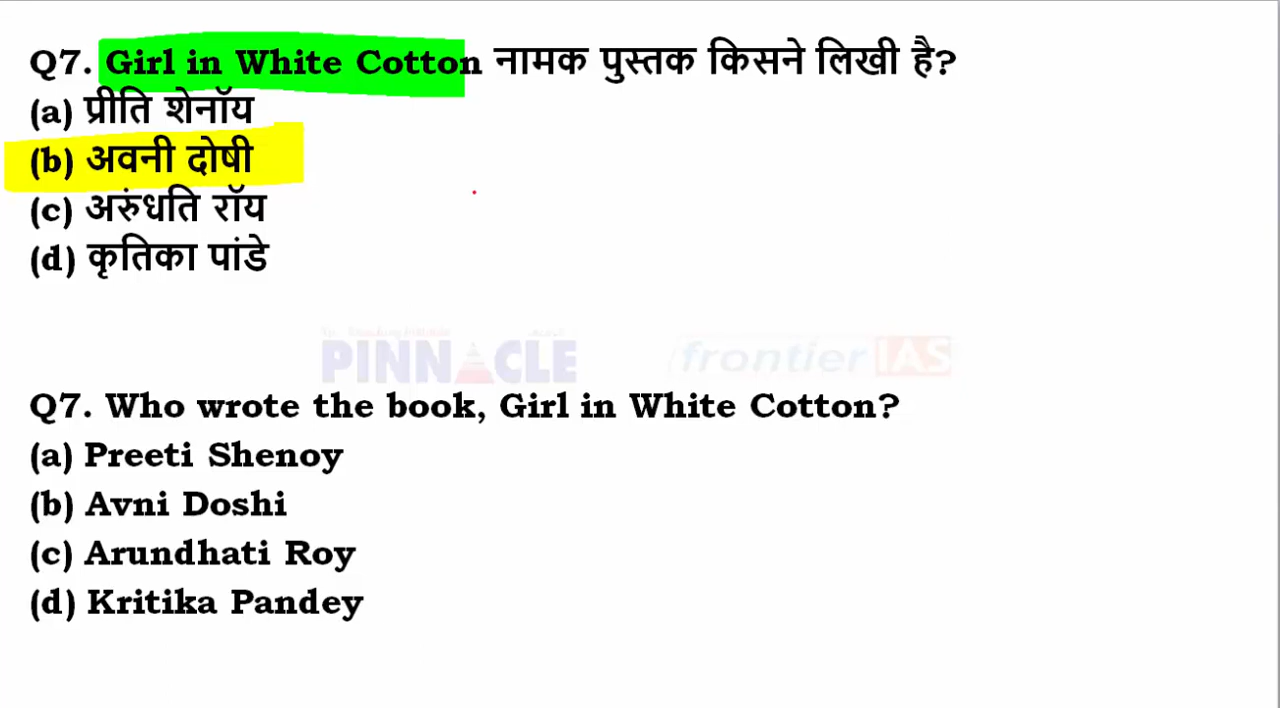 Q7. Girl in White Cotton नामक पुस्तक किसने लिखी है?
(a) प्रीति शेनॉय
(b) अवनी दोषी
(c) अरुंधति रॉय
(d) कृतिका पांडे
PINNACLE frontier IAS
Q7. Who wrote the book, Girl in White Cotton?
(a) Preeti Shenoy
(b) Avni Doshi
(c) Arundhati Roy
(d) Kritika Pandey